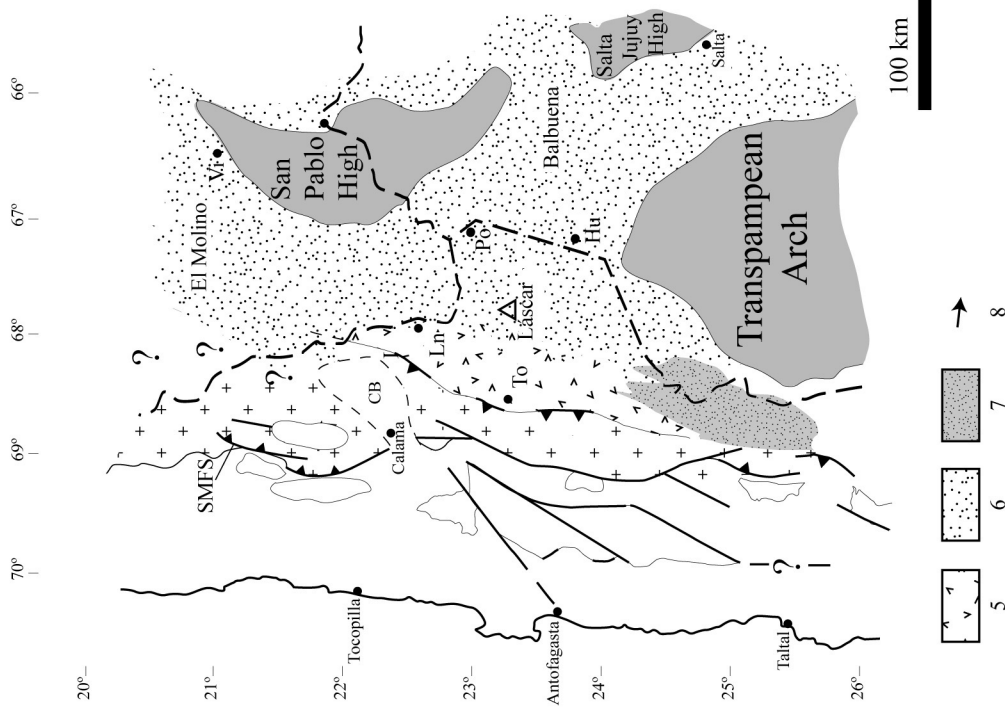 66°
67°
68°
69°
70°
20°
21°
22°
23°
24°
25°
26°
Vi
San
Pablo
High
Salta
Jujuy
High
Salta
El Molino
Balbuena
Po
Hu
Transpampean
Arch
?
?
?
Ln
Láscar
CB
To
SMFS
Calama
Tocopilla
Antofagasta
?
Taltal
100 km
5
6
7
8